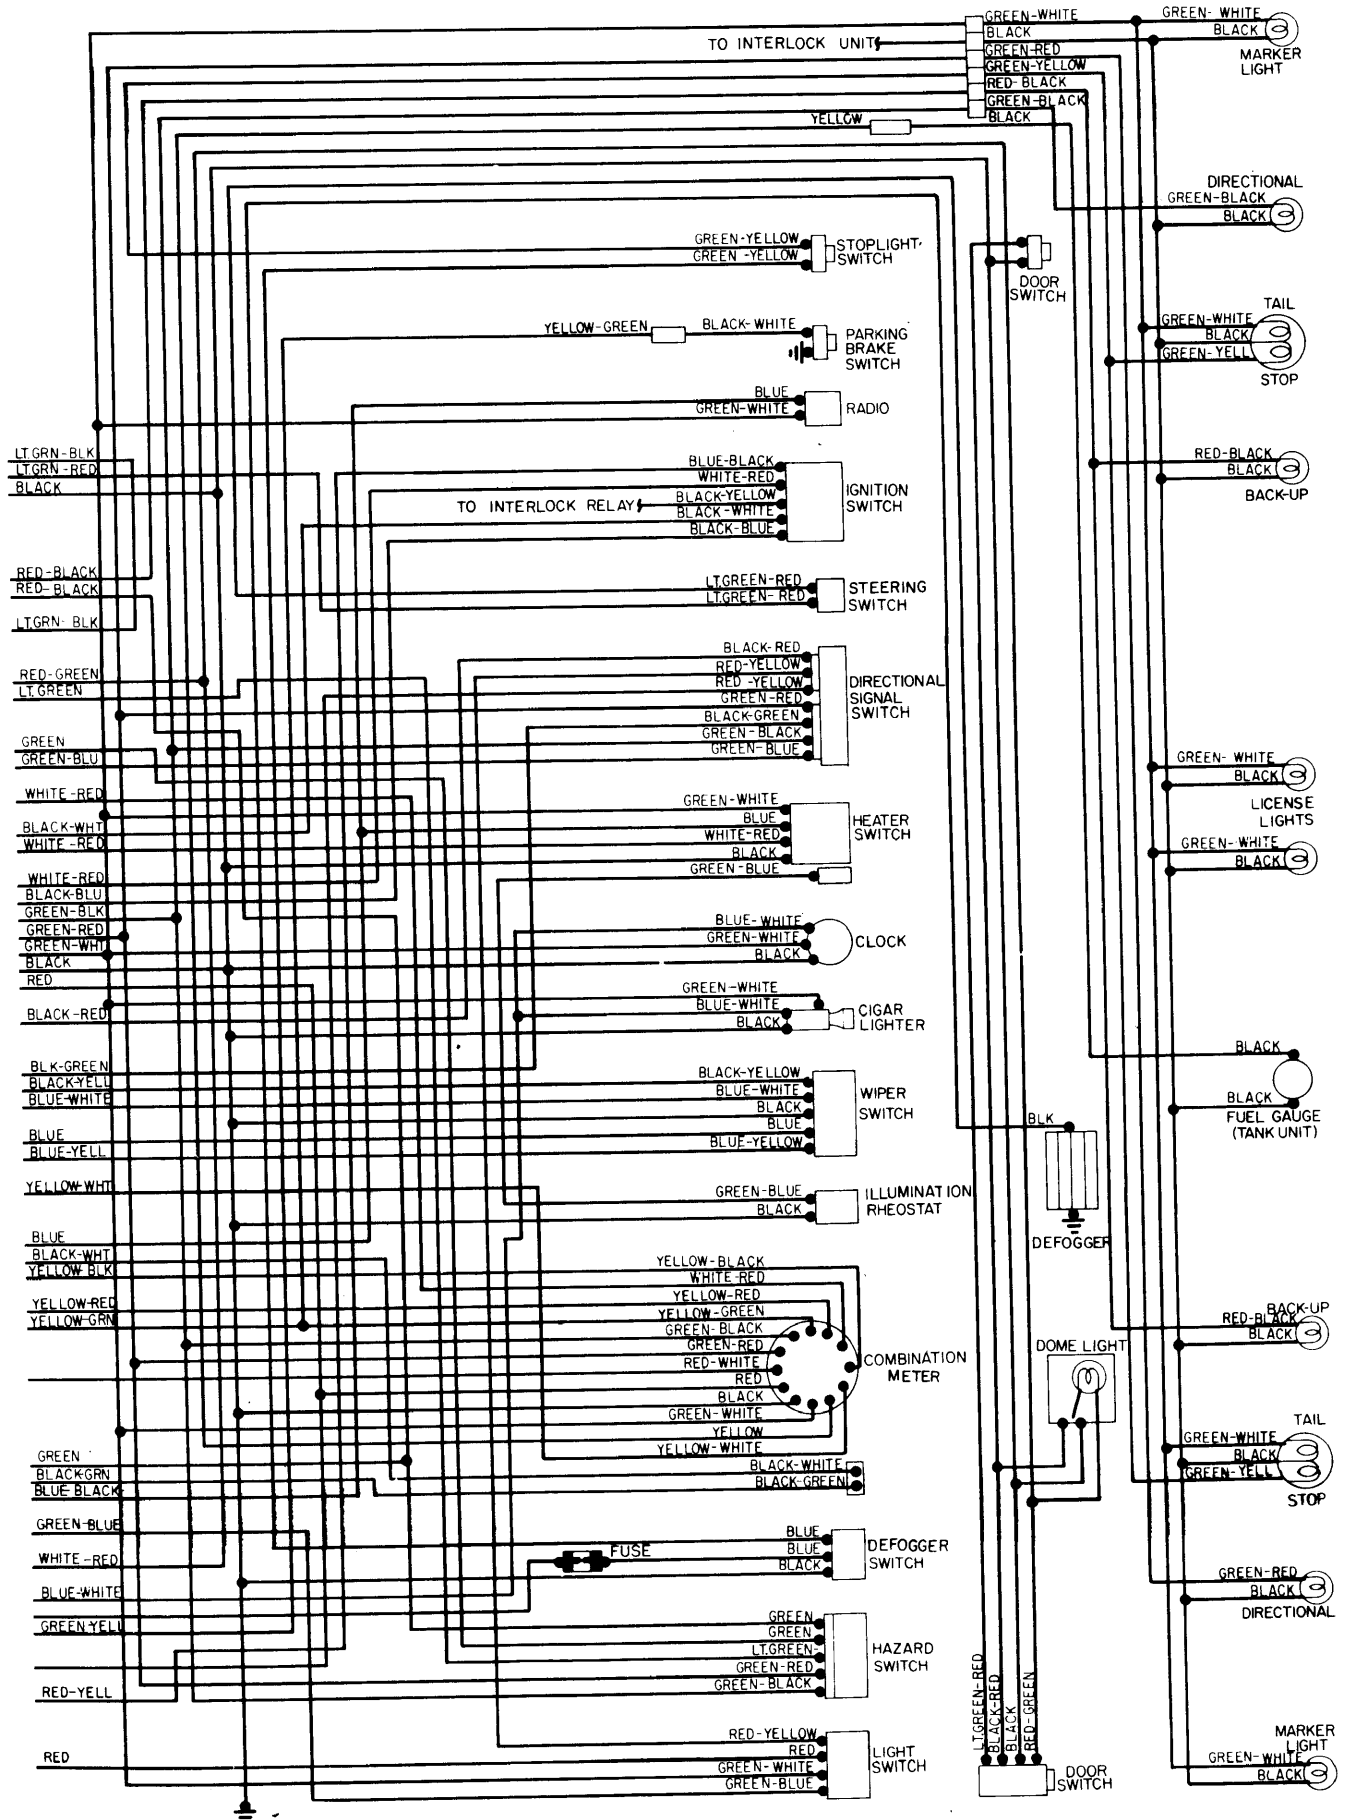 GREEN-WHITE
BLACK
GREEN-RED
GREEN-YELLOW
RED-BLACK
GREEN-BLACK
BLACK
TO INTERLOCK UNIT
YELLOW
GREEN- WHITE
BLACK
MARKER
LIGHT
DIRECTIONAL
GREEN-BLACK
BLACK
GREEN-YELLOW
GREEN -YELLOW
STOPLIGHT
SWITCH
DOOR
SWITCH
TAIL
GREEN-WHITE
BLACK
GREEN-YELL
STOP
YELLOW-GREEN
BLACK-WHITE
PARKING
BRAKE
SWITCH
BLUE
GREEN-WHITE
RADIO
LT.GRN-BLK
LT.GRN -RED
BLACK
BLUE-BLACK
WHITE-RED
BLACK-YELLOW
BLACK-WHITE
BLACK-BLUE
TO INTERLOCK RELAY
IGNITION
SWITCH
RED-BLACK
BLACK
BACK-UP
RED-BLACK
RED-BLACK
LT.GRN- BLK
LT.GREEN-RED
LT.GREEN- RED
STEERING
SWITCH
RED-GREEN
LT.GREEN
BLACK-RED
RED-YELLOW
RED -YELLOW
GREEN-RED
BLACK-GREEN
GREEN-BLACK
GREEN-BLUE
DIRECTIONAL
SIGNAL
SWITCH
GREEN
GREEN-BLU
WHITE-RED
BLACK-WHT
WHITE -RED
GREEN-WHITE
BLUE
WHITE-RED
BLACK
GREEN-BLUE
HEATER
SWITCH
GREEN- WHITE
BLACK
LICENSE
LIGHTS
GREEN-WHITE
BLACK
WHITE-RED
BLACK-BLU
GREEN-BLK
GREEN-RED
GREEN-WHT
BLACK
RED
BLUE-WHITE
GREEN-WHITE
BLACK
CLOCK
BLACK-RED
GREEN-WHITE
BLUE-WHITE
BLACK
CIGAR
LIGHTER
BLK-GREEN
BLACK-YELL
BLUE-WHITE
BLUE
BLUE-YELL
BLACK-YELLOW
BLUE-WHITE
BLACK
BLUE
BLUE-YELLOW
WIPER
SWITCH
BLACK
BLACK
FUEL GAUGE
(TANK UNIT)
BLK
DEFOGGER
YELLOW-WHT
GREEN-BLUE
BLACK
ILLUMINATION
RHEOSTAT
BLUE
BLACK-WHT
YELLOW BLK
YELLOW-RED
YELLOW-GRN
YELLOW-BLACK
WHITE-RED
YELLOW-RED
YELLOW-GREEN
GREEN-BLACK
GREEN-RED
RED-WHITE
RED
BLACK
GREEN-WHITE
YELLOW
YELLOW-WHITE
COMBINATION
METER
BACK-UP
RED-BLACK
BLACK
DOME LIGHT
GREEN
BLACK-GRN
BLUE-BLACK
BLACK-WHITE
BLACK-GREEN
TAIL
GREEN-WHITE
BLACK
GREEN-YELL
STOP
GREEN-BLUE
WHITE-RED
BLUE-WHITE
GREEN YELL
FUSE
BLUE
BLUE
BLACK
DEFOGGER
SWITCH
GREEN-RED
BLACK
DIRECTIONAL
GREEN
GREEN
LT.GREEN-
GREEN-RED
GREEN-BLACK
HAZARD
SWITCH
RED-YELL
RED
RED-YELLOW
RED
GREEN-WHITE
GREEN-BLUE
LIGHT
SWITCH
LT.GREEN-RED
BLACK-RED
BLACK
RED-GREEN
DOOR
SWITCH
MARKER
LIGHT
GREEN-WHITE
BLACK